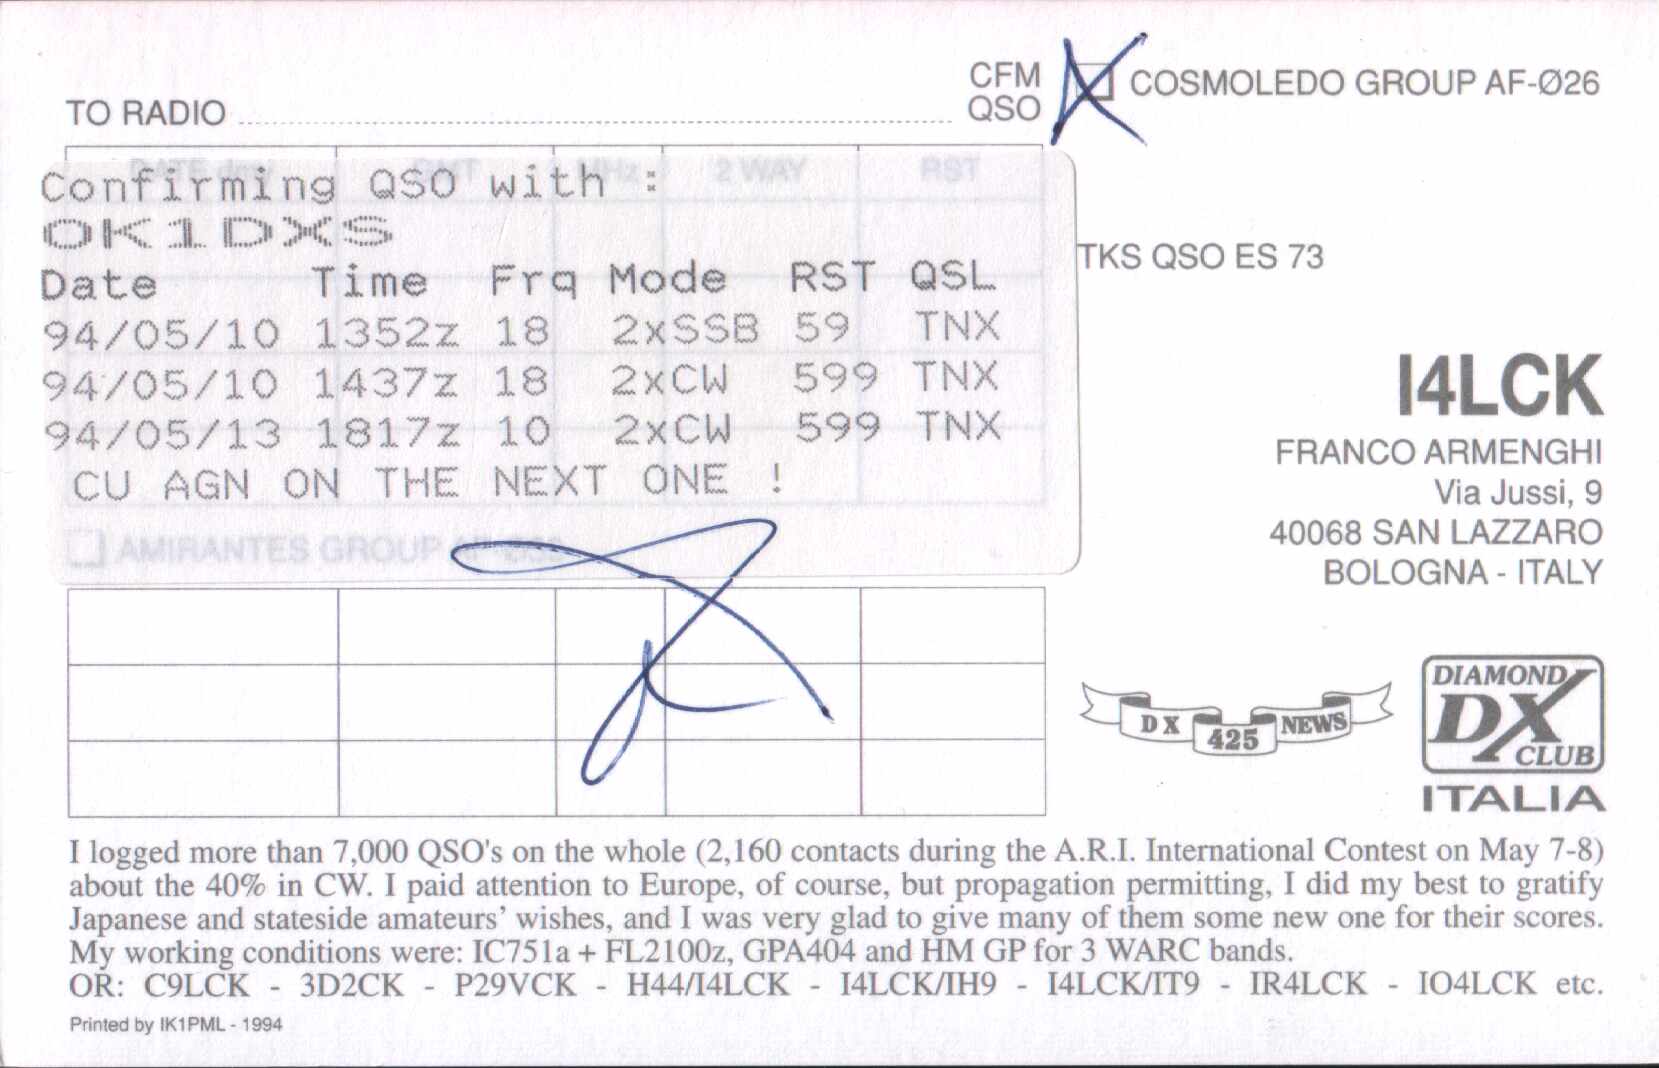 CFM
QSO
COSMOLEDO GROUP AF-Ø26
TO RADIO
DATE
GMT
MHz
2 WAY
RST
Confirming QSO with :
OK1DXS
Date Time Frq Mode RST QSL
94/05/10 1352z 18 2xSSB 59 TNX
94/05/10 1437z 18 2xCW 599 TNX
94/05/13 1817z 10 2xCW 599 TNX
CU AGN ON THE NEXT ONE !
AMIRANTES GROUP
TKS QSO ES 73
I4LCK
FRANCO ARMENGHI
Via Jussi, 9
40068 SAN LAZZARO
BOLOGNA - ITALY
DX 425 NEWS
DIAMOND
DX
CLUB
ITALIA
I logged more than 7,000 QSO's on the whole (2,160 contacts during the A.R.I. International Contest on May 7-8)
about the 40% in CW. I paid attention to Europe, of course, but propagation permitting, I did my best to gratify
Japanese and stateside amateurs' wishes, and I was very glad to give many of them some new one for their scores.
My working conditions were: IC751a + FL2100z, GPA404 and HM GP for 3 WARC bands.
OR: C9LCK - 3D2CK - P29VCK - H44/I4LCK - I4LCK/IH9 - I4LCK/IT9 - IR4LCK - IO4LCK etc.
Printed by IK1PML - 1994